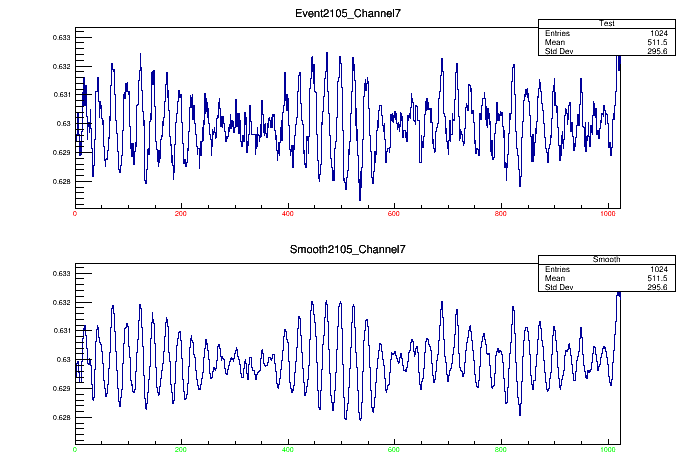 Event2105_Channel7
Test
Entries 1024
Mean 511.5
Std Dev 295.6
0.633
0.632
0.631
0.63
0.629
0.628
0 200 400 600 800 1000
Smooth2105_Channel7
Smooth
Entries 1024
Mean 511.5
Std Dev 295.6
0.633
0.632
0.631
0.63
0.629
0.628
0 200 400 600 800 1000